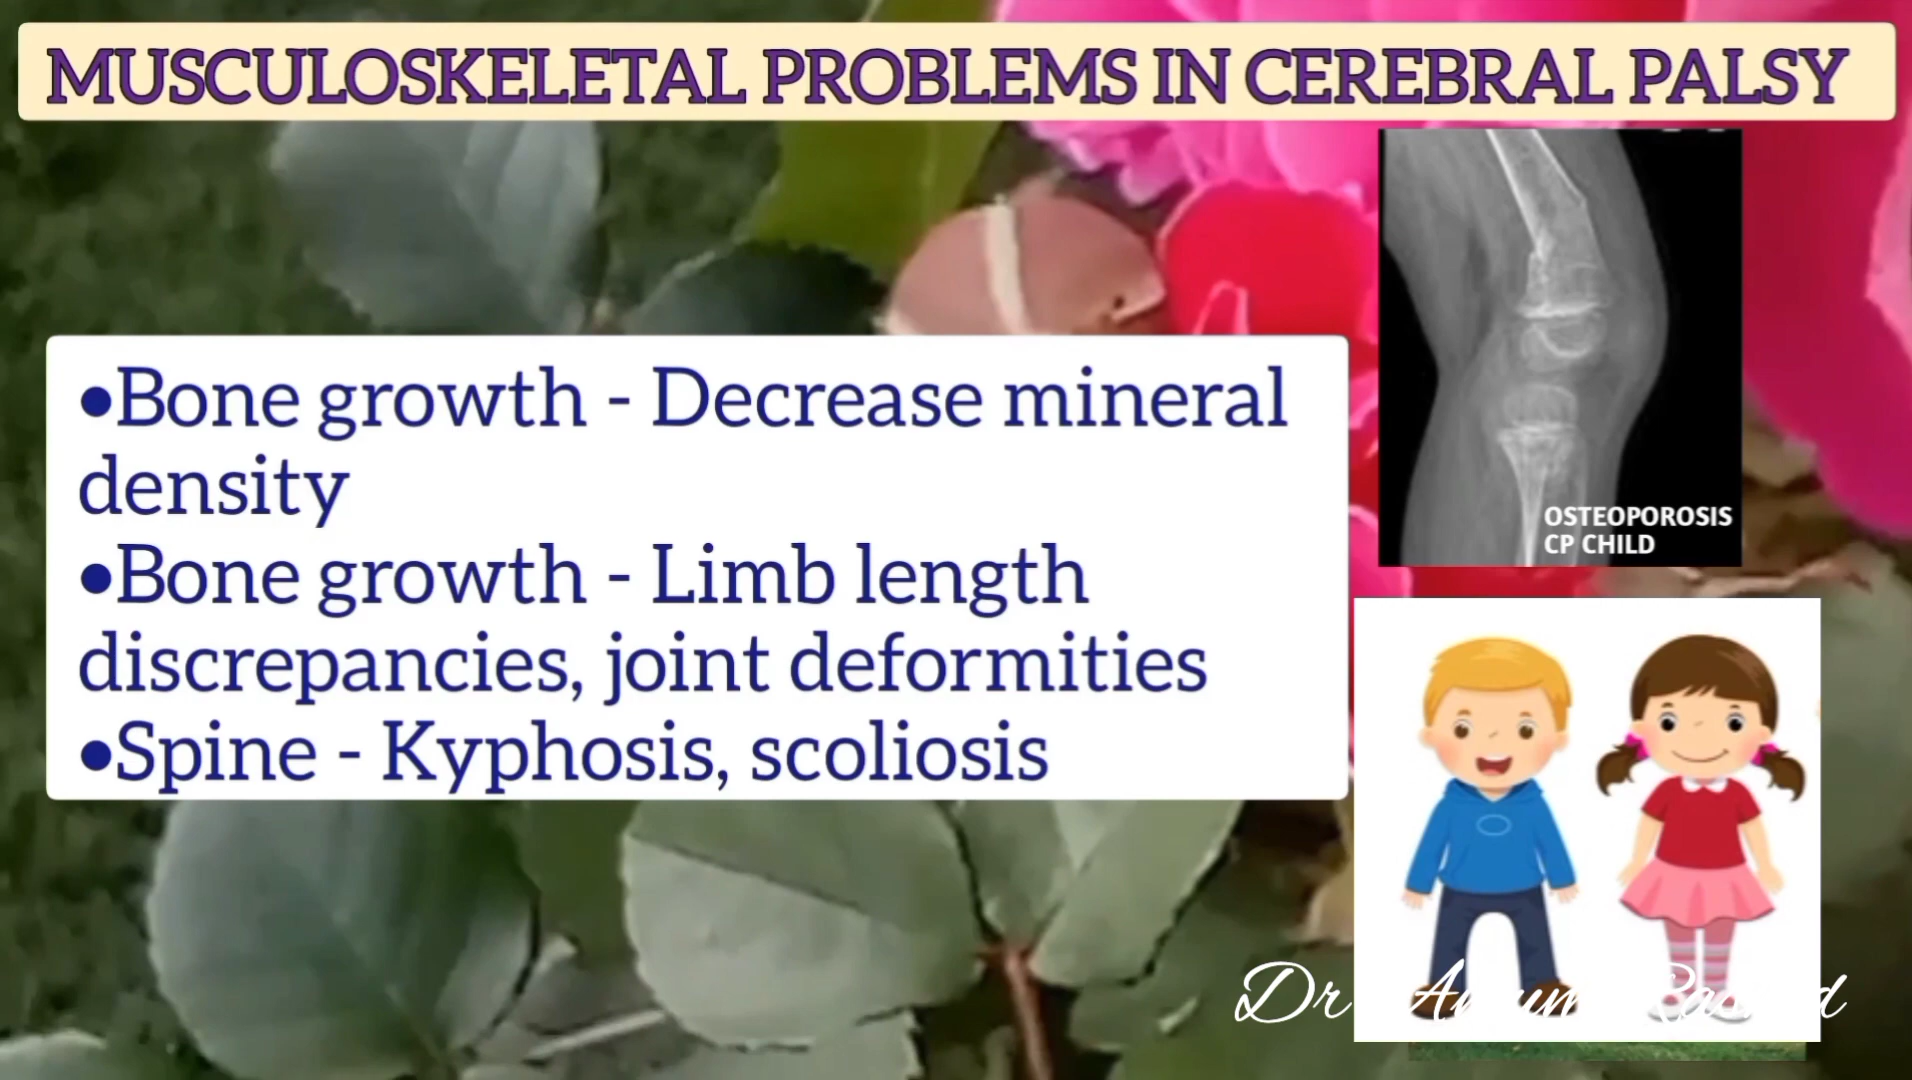 MUSCULOSKELETAL PROBLEMS IN CEREBRAL PALSY
•Bone growth - Decrease mineral
density
•Bone growth - Limb length
discrepancies, joint deformities
•Spine - Kyphosis, scoliosis
OSTEOPOROSIS
CP CHILD
Dr